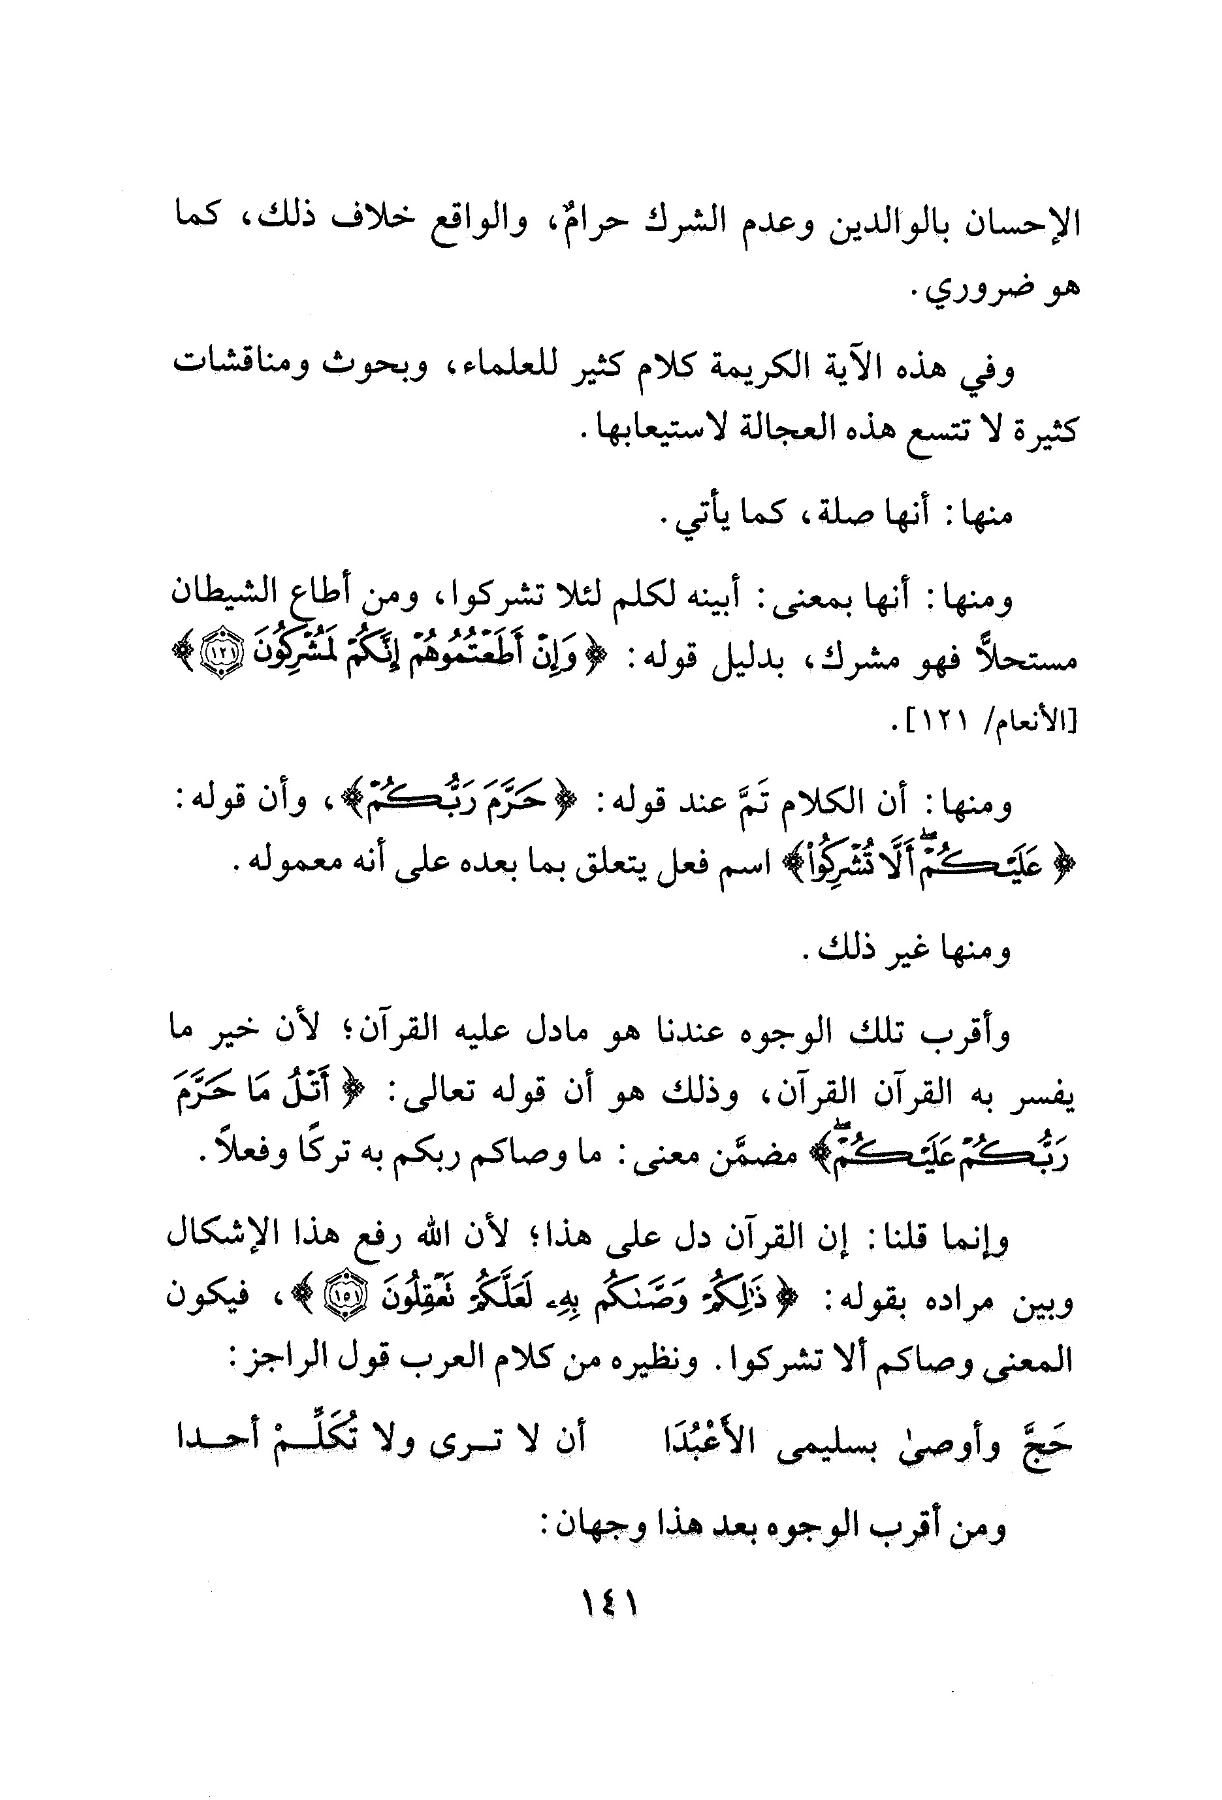 الإحسان بالوالدين وعدم الشرك حرامٌ، والواقع خلاف ذلك، كما
هو ضروري.
وفي هذه الآية الكريمة كلام كثير للعلماء، وبحوث ومناقشات
كثيرة لا تتسع هذه العجالة لاستيعابها.
منها: أنها صلة، كما يأتي.
ومنها: أنها بمعنى: أبينه لكلم لئلا تشركوا، ومن أطاع الشيطان
مستحلاًّ فهو مشرك، بدليل قوله: ﴿وَإِنْ أَطَعْتُمُوهُمْ إِنَّكُمْ لَمُشْرِكُونَ ١٢١﴾
[الأنعام/ ١٢١].
ومنها: أن الكلام تَمَّ عند قوله: ﴿حَرَّمَ رَبُّكُمْ﴾، وأن قوله:
﴿عَلَيْكُمْ ۖ أَلَّا تُشْرِكُوا۟﴾ اسم فعل يتعلق بما بعده على أنه معموله.
ومنها غير ذلك.
وأقرب تلك الوجوه عندنا هو مادل عليه القرآن؛ لأن خير ما
يفسر به القرآن القرآن، وذلك هو أن قوله تعالى: ﴿أَتْلُ مَا حَرَّمَ
رَبُّكُمْ عَلَيْكُمْ ۖ﴾ مضمَّن معنى: ما وصاكم ربكم به تركًا وفعلاً.
وإنما قلنا: إن القرآن دل على هذا؛ لأن الله رفع هذا الإشكال
وبين مراده بقوله: ﴿ذَٰلِكُمْ وَصَّىٰكُم بِهِۦ لَعَلَّكُمْ تَعْقِلُونَ ١٥١﴾، فيكون
المعنى وصاكم ألا تشركوا. ونظيره من كلام العرب قول الراجز:
حَجَّ وأوصىٰ بسليمى الأَعْبُدَا أن لا تـرى ولا تُكَلِّـمْ أحـدا
ومن أقرب الوجوه بعد هذا وجهان:
١٤١